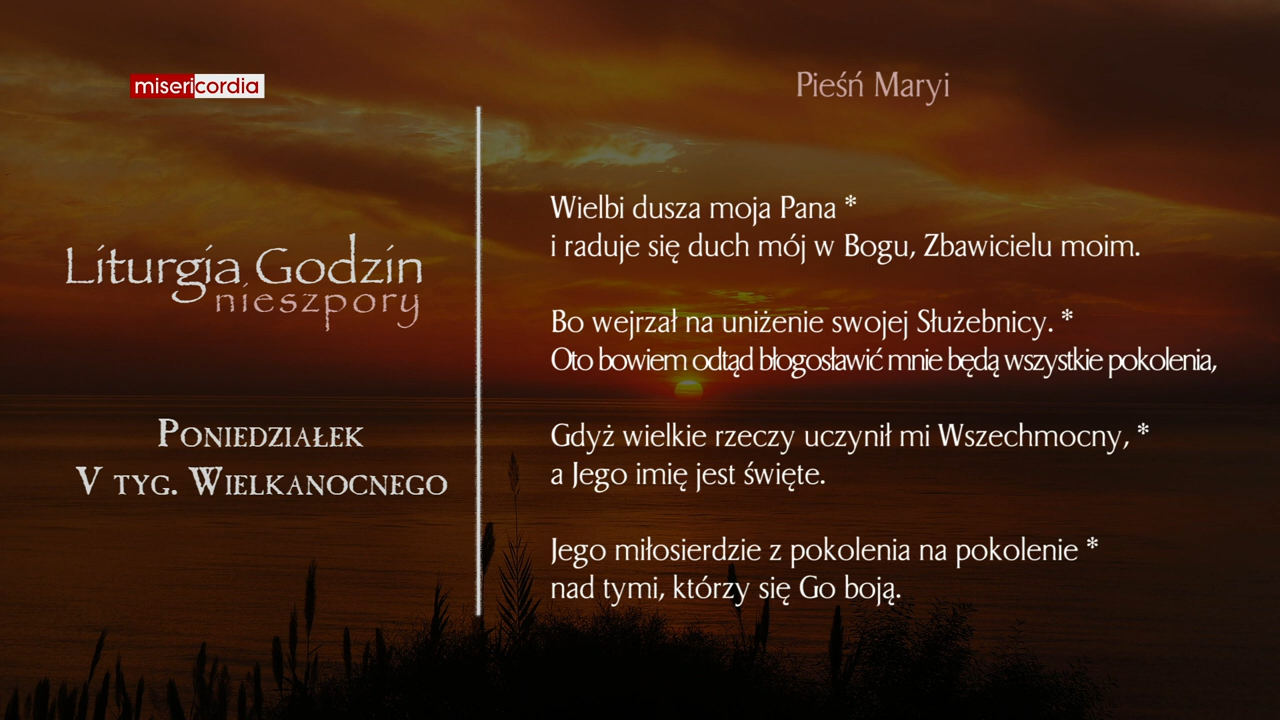 misericordia
Liturgia Godzin
nieszpory
Poniedziałek
V tyg. Wielkanocnego
Pieśń Maryi
Wielbi dusza moja Pana *
i raduje się duch mój w Bogu, Zbawicielu moim.
Bo wejrzał na uniżenie swojej Służebnicy. *
Oto bowiem odtąd błogosławić mnie będą wszystkie pokolenia,
Gdyż wielkie rzeczy uczynił mi Wszechmocny, *
a Jego imię jest święte.
Jego miłosierdzie z pokolenia na pokolenie *
nad tymi, którzy się Go boją.